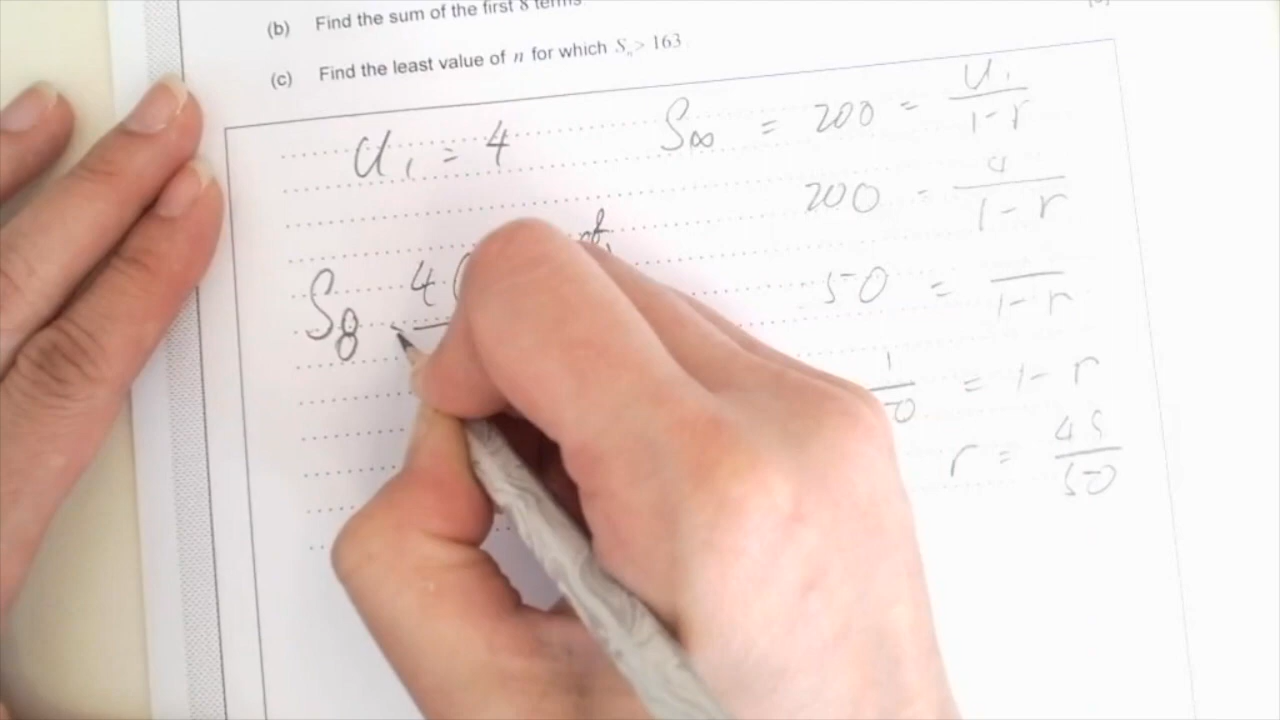 (b) Find the sum of the first 8 terms
(c) Find the least value of n for which Sₙ > 163
U₁ = 4
S∞ = 200 = U₁/1-r
200 = 4/1-r
S₈ 4(
50 = /1-r
1/50 = 1-r
r = 49/50